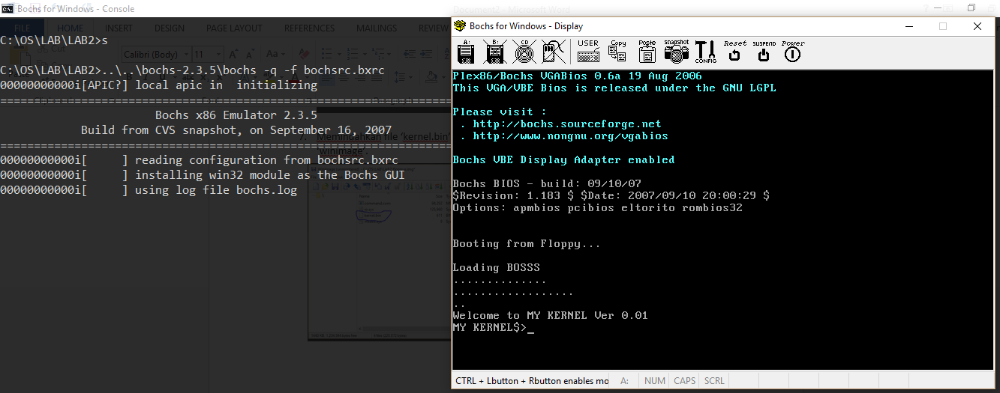 Bochs for Windows - Console
Document2 - Microsoft Word
FILE HOME INSERT DESIGN PAGE LAYOUT REFERENCES MAILINGS REVIEW
C:\OS\LAB\LAB2>s
Calibri (Body) 11
C:\OS\LAB\LAB2>..\..\bochs-2.3.5\bochs -q -f bochsrc.bxrc
00000000000i[APIC?] local apic in  initializing
========================================================================
Bochs x86 Emulator 2.3.5
Build from CVS snapshot, on September 16, 2007
========================================================================
7. Memindahkan file 'kernel.bin'
'winimage'.
00000000000i[     ] reading configuration from bochsrc.bxrc
00000000000i[     ] installing win32 module as the Bochs GUI
00000000000i[     ] using log file bochs.log
Bochs for Windows - Display
A: B: CD USER Copy Paste snapshot CONFIG Reset SUSPEND Power
Plex86/Bochs VGABios 0.6a 19 Aug 2006
This VGA/VBE Bios is released under the GNU LGPL
Please visit :
. http://bochs.sourceforge.net
. http://www.nongnu.org/vgabios
Bochs VBE Display Adapter enabled
Bochs BIOS - build: 09/10/07
$Revision: 1.183 $ $Date: 2007/09/10 20:00:29 $
Options: apmbios pcibios eltorito rombios32
Booting from Floppy...
Loading BOSSS
..............
..................
..
Welcome to MY KERNEL Ver 0.01
MY KERNEL$>_
CTRL + Lbutton + Rbutton enables mo A: NUM CAPS SCRL